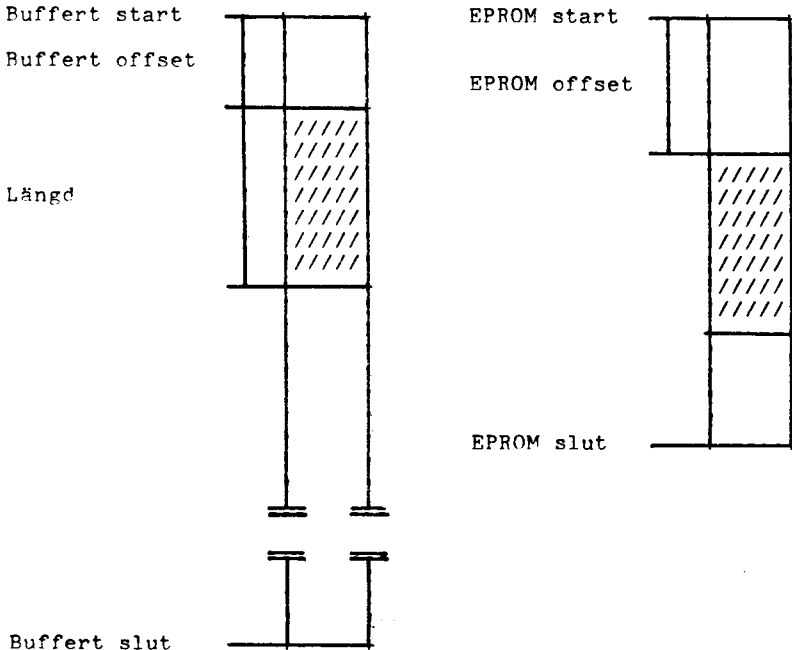 Buffert start
Buffert offset
Längd
Buffert slut
EPROM start
EPROM offset
EPROM slut